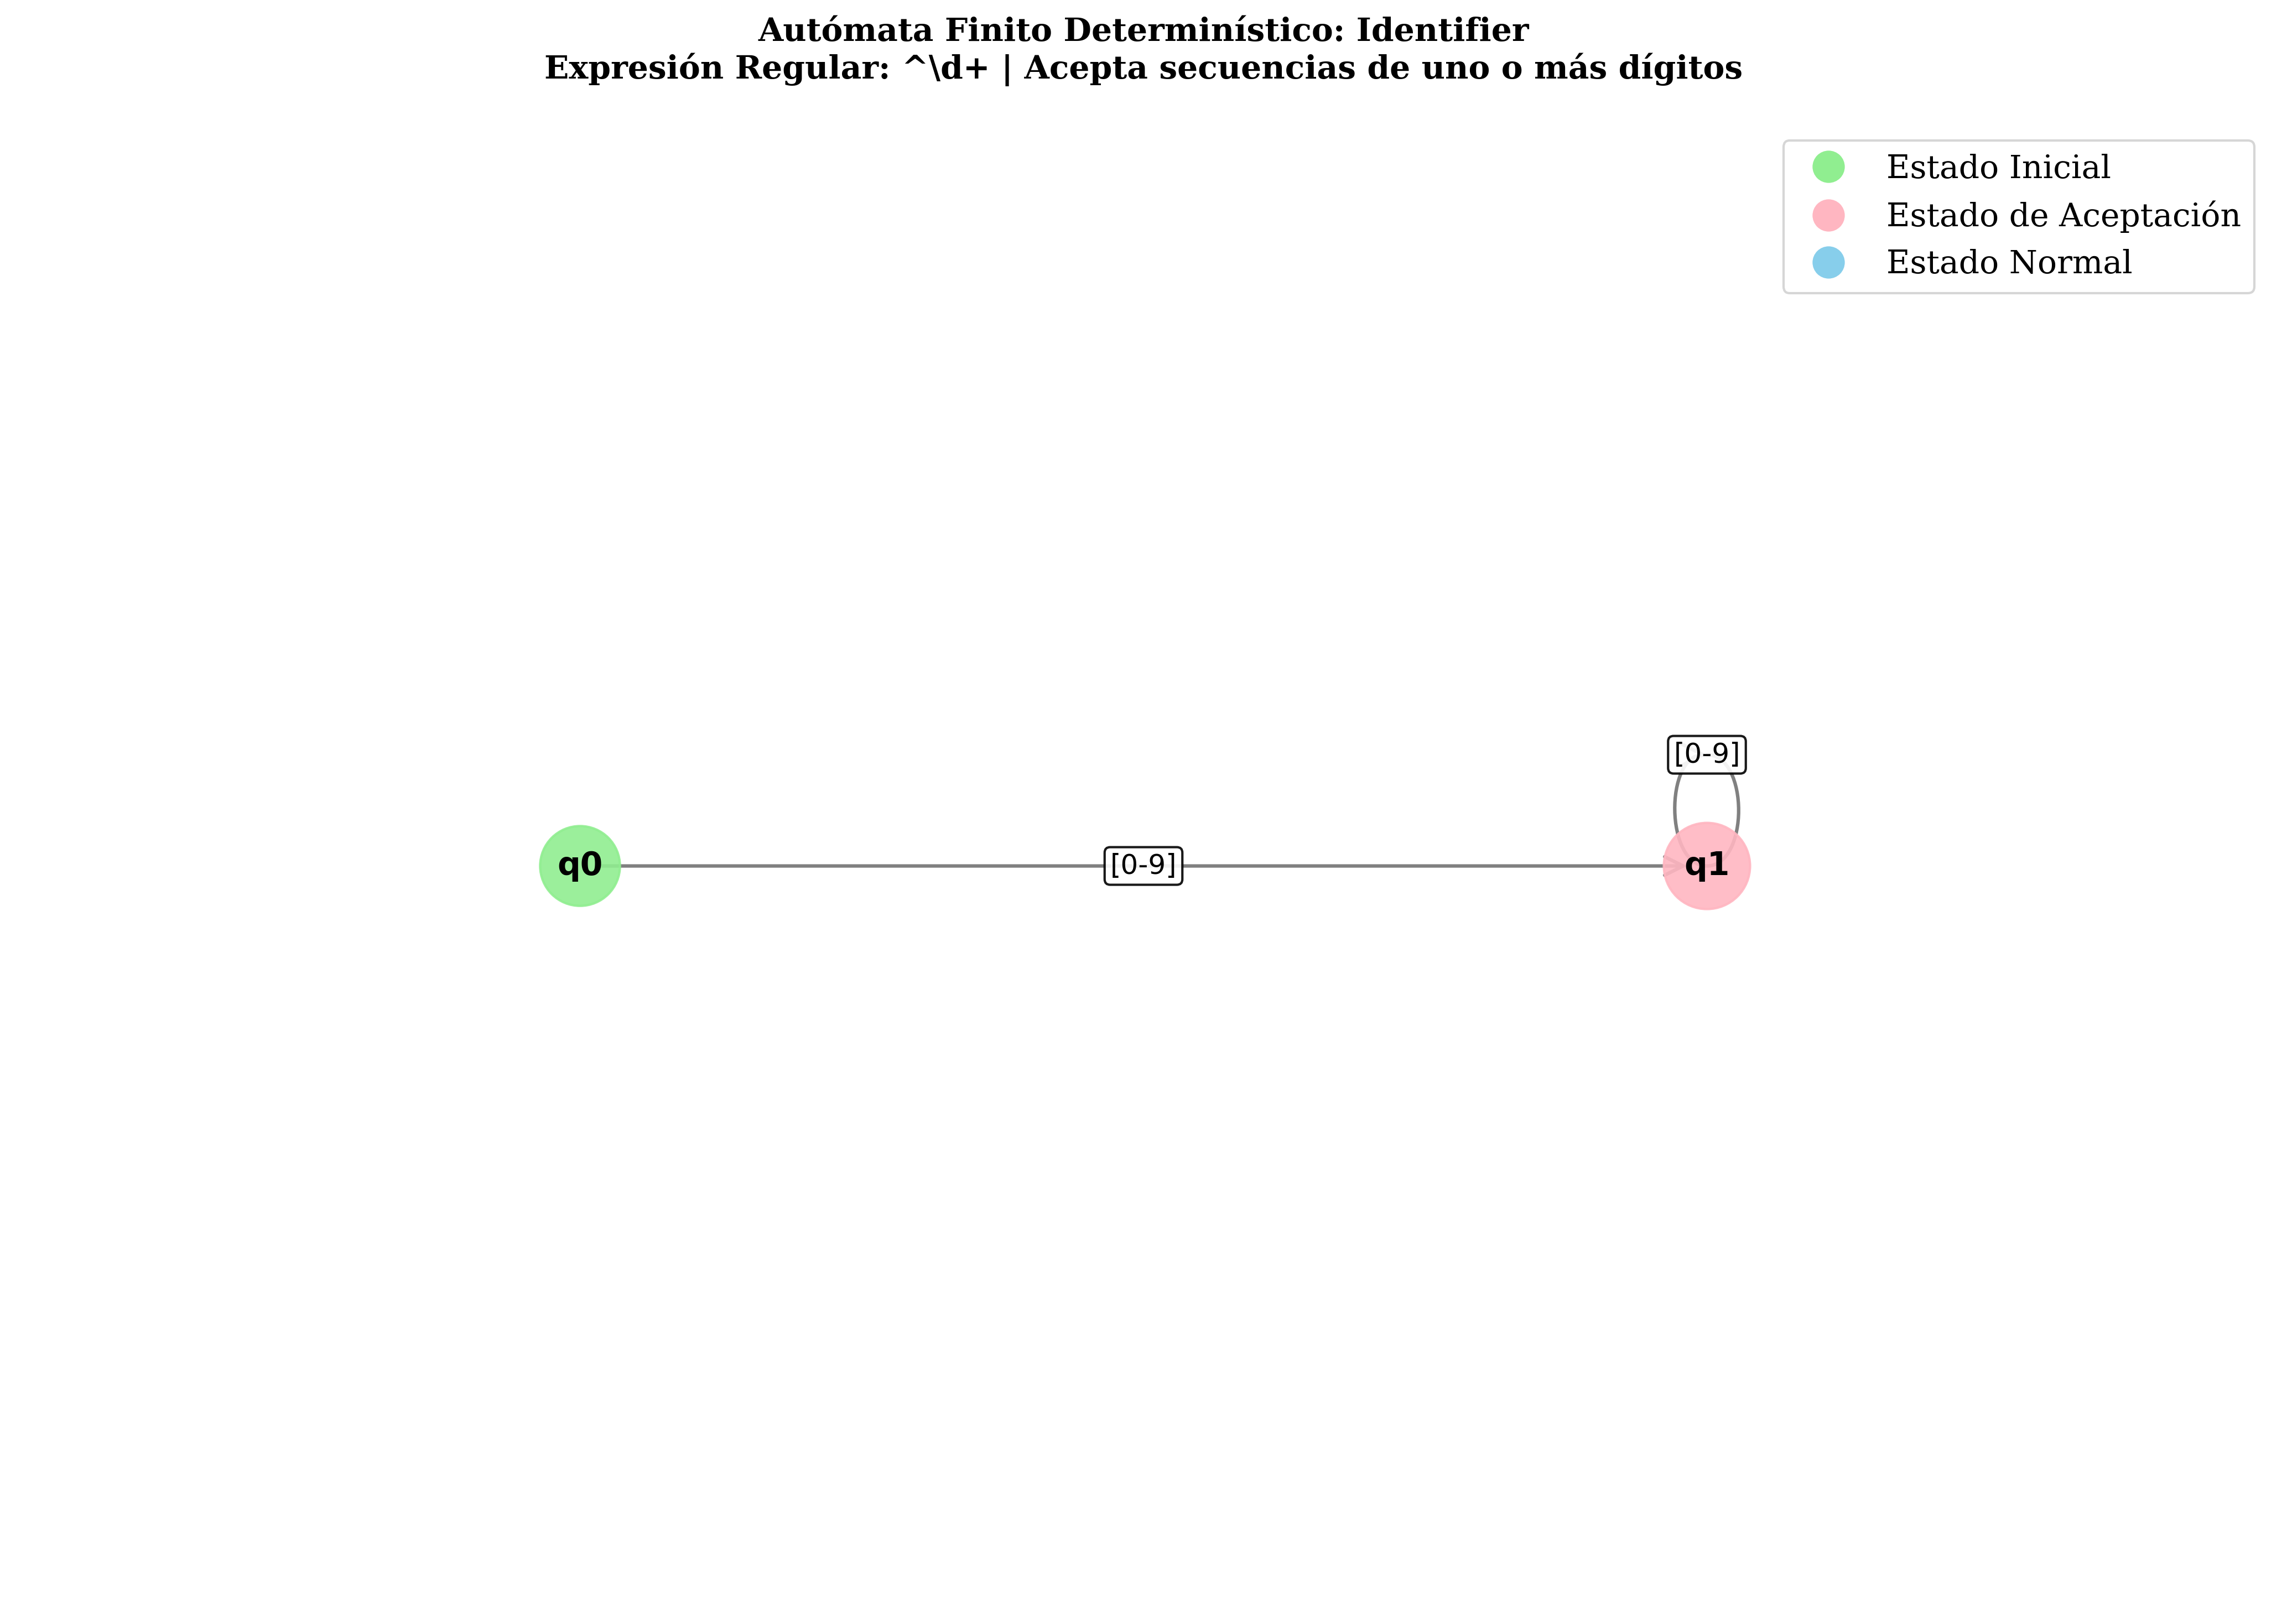 Autómata Finito Determinístico: Identifier
Expresión Regular: ^\d+ | Acepta secuencias de uno o más dígitos
Estado Inicial
Estado de Aceptación
Estado Normal
[0-9]
q0
[0-9]
q1